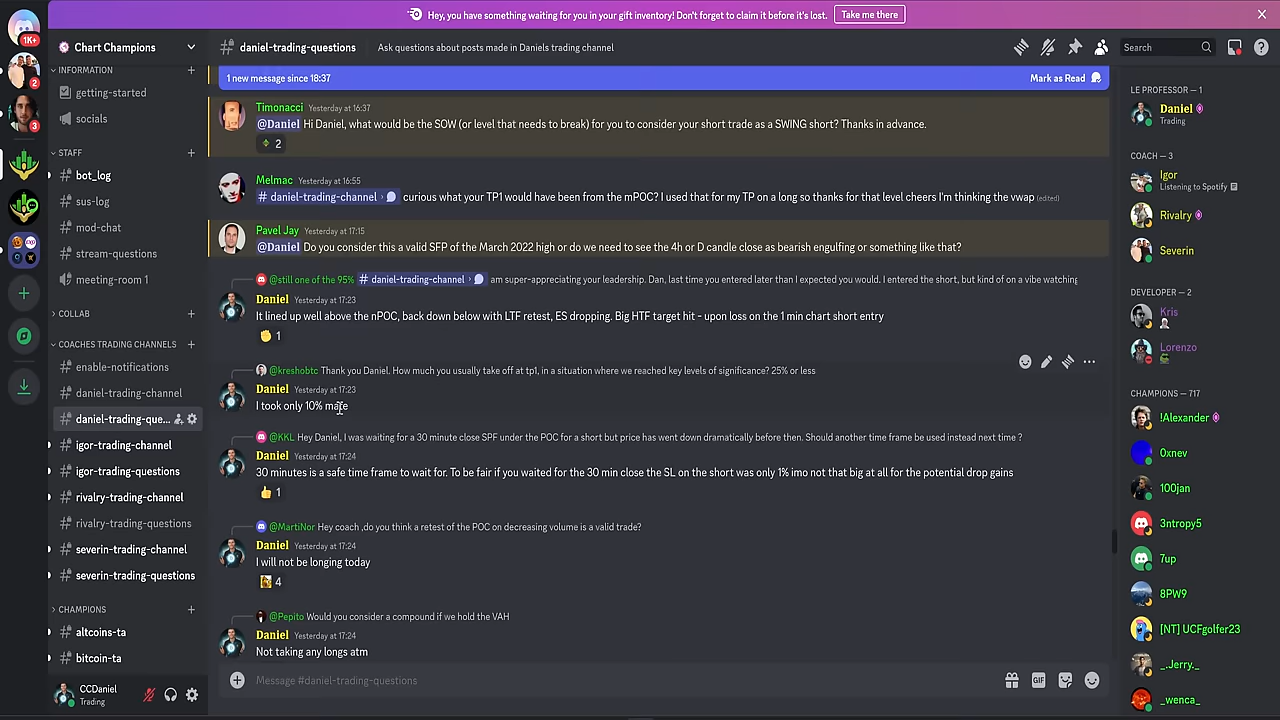 Hey, you have something waiting for you in your gift inventory! Don't forget to claim it before it's lost.
Take me there
1K+
2
3
Chart Champions
INFORMATION
getting-started
socials
STAFF
bot_log
sus-log
mod-chat
stream-questions
meeting-room 1
COLLAB
COACHES TRADING CHANNELS
enable-notifications
daniel-trading-channel
daniel-trading-que...
igor-trading-channel
igor-trading-questions
rivalry-trading-channel
rivalry-trading-questions
severin-trading-channel
severin-trading-questions
CHAMPIONS
altcoins-ta
bitcoin-ta
CCDaniel
Trading
daniel-trading-questions
Ask questions about posts made in Daniels trading channel
Search
1 new message since 18:37
Mark as Read
Timonacci Yesterday at 16:37
@Daniel Hi Daniel, what would be the SOW (or level that needs to break) for you to consider your short trade as a SWING short? Thanks in advance.
2
Melmac Yesterday at 16:55
# daniel-trading-channel › curious what your TP1 would have been from the mPOC? I used that for my TP on a long so thanks for that level cheers I'm thinking the vwap (edited)
Pavel Jay Yesterday at 17:15
@Daniel Do you consider this a valid SFP of the March 2022 high or do we need to see the 4h or D candle close as bearish engulfing or something like that?
@still one of the 95% # daniel-trading-channel › am super-appreciating your leadership. Dan, last time you entered later than I expected you would. I entered the short, but kind of on a vibe watching
Daniel Yesterday at 17:23
It lined up well above the nPOC, back down below with LTF retest, ES dropping. Big HTF target hit - upon loss on the 1 min chart short entry
1
@kreshobtc Thank you Daniel. How much you usually take off at tp1, in a situation where we reached key levels of significance? 25% or less
Daniel Yesterday at 17:23
I took only 10% mate
@KKL Hey Daniel, I was waiting for a 30 minute close SPF under the POC for a short but price has went down dramatically before then. Should another time frame be used instead next time ?
Daniel Yesterday at 17:24
30 minutes is a safe time frame to wait for. To be fair if you waited for the 30 min close the SL on the short was only 1% imo not that big at all for the potential drop gains
1
@MartiNor Hey coach ,do you think a retest of the POC on decreasing volume is a valid trade?
Daniel Yesterday at 17:24
I will not be longing today
4
@Pepito Would you consider a compound if we hold the VAH
Daniel Yesterday at 17:24
Not taking any longs atm
Message #daniel-trading-questions
GIF
LE PROFESSOR — 1
Daniel
Trading
COACH — 3
Igor
Listening to Spotify
Rivalry
Severin
DEVELOPER — 2
Kris
Lorenzo
CHAMPIONS — 717
!Alexander
0xnev
100jan
3ntropy5
7up
8PW9
[NT] UCFgolfer23
_.Jerry._
_wenca_